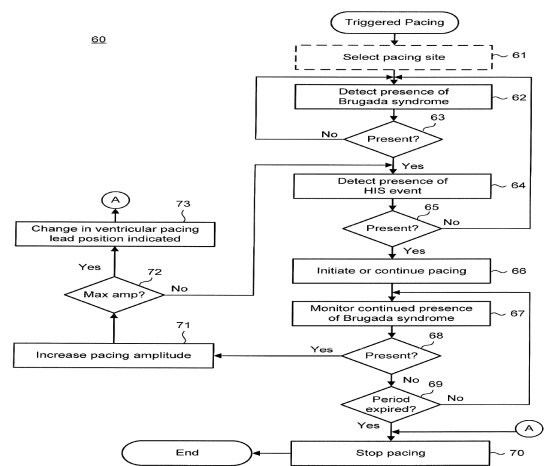 Triggered Pacing
60
Select pacing site
61
Detect presence of
Brugada syndrome
62
63
No
Present?
Yes
Detect presence of
HIS event
64
A
73
65
Change in ventricular pacing
lead position indicated
Present?
No
Yes
Yes
72
Initiate or continue pacing
66
Max amp?
No
Monitor continued presence
of Brugada syndrome
67
71
68
Increase pacing amplitude
Yes
Present?
No
69
Period
expired?
No
Yes
A
End
Stop pacing
70